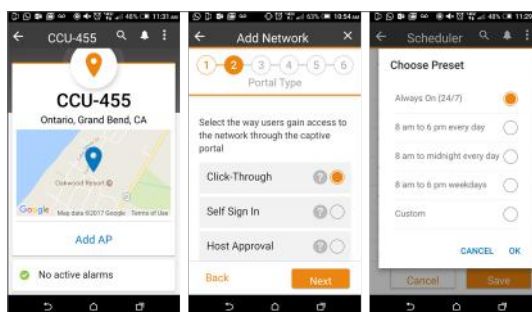 48% 11:31 AM
CCU-455
CCU-455
Ontario, Grand Bend, CA
Oakwood Resort
Google
Map data ©2017 Google
Terms of Use
Add AP
No active alarms
63% 10:54 AM
Add Network
1 2 3 4 5 6
Portal Type
Select the way users gain access to
the network through the captive
portal
Click-Through
Self Sign In
Host Approval
Back
Next
48%
Scheduler
Choose Preset
Always On (24/7)
8 am to 6 pm every day
8 am to midnight every day
8 am to 6 pm weekdays
Custom
CANCEL OK
Cancel
Save